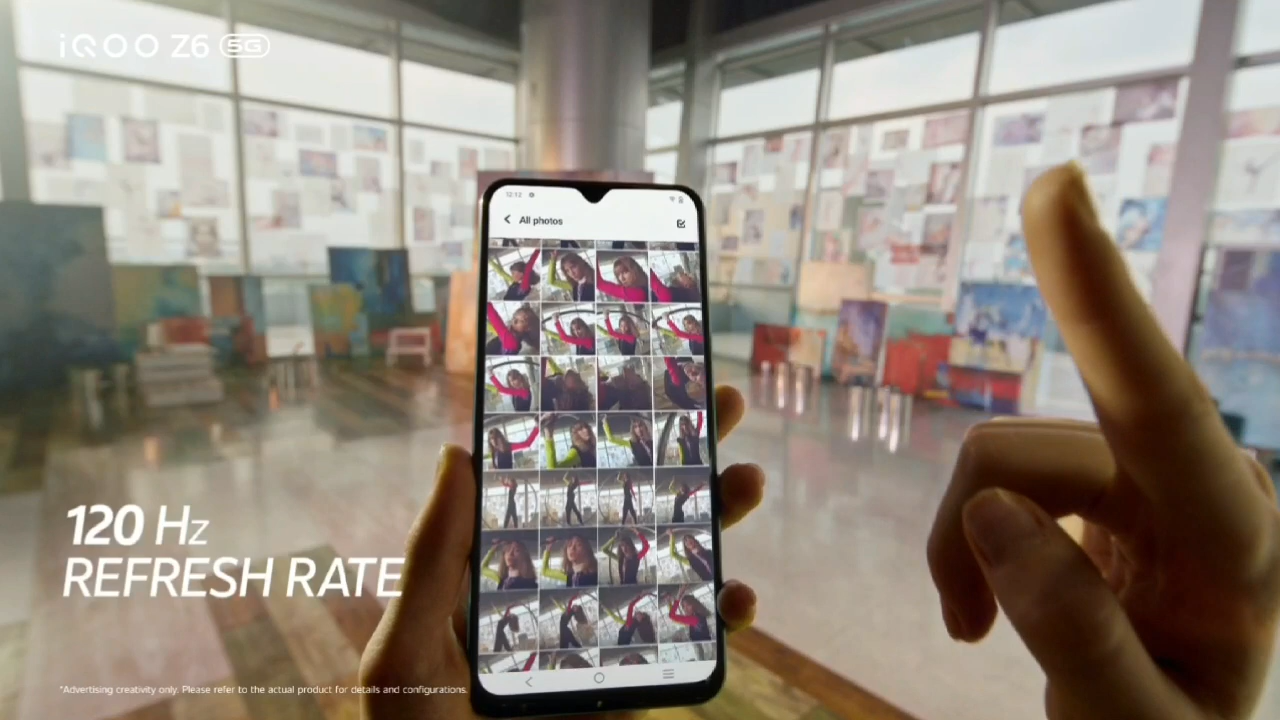 iQOO Z6 5G
12:12
All photos
120 Hz
REFRESH RATE
*Advertising creativity only. Please refer to the actual product for details and configurations.